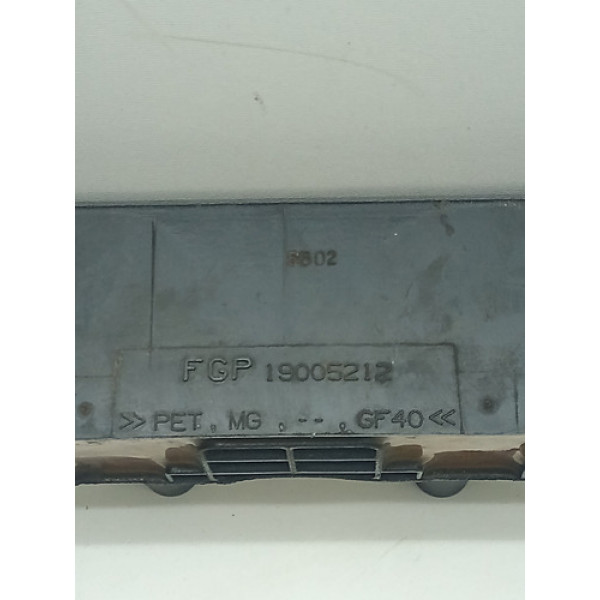 FGP 19005212
>> PET , MG , -- , GF40 <<